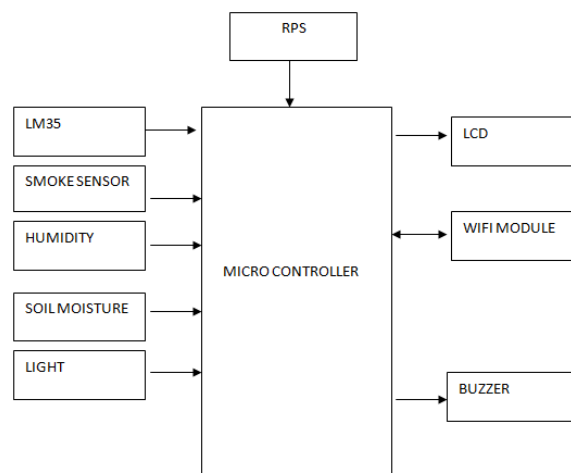 RPS
LM35
SMOKE SENSOR
HUMIDITY
SOIL MOISTURE
LIGHT
MICRO CONTROLLER
LCD
WIFI MODULE
BUZZER